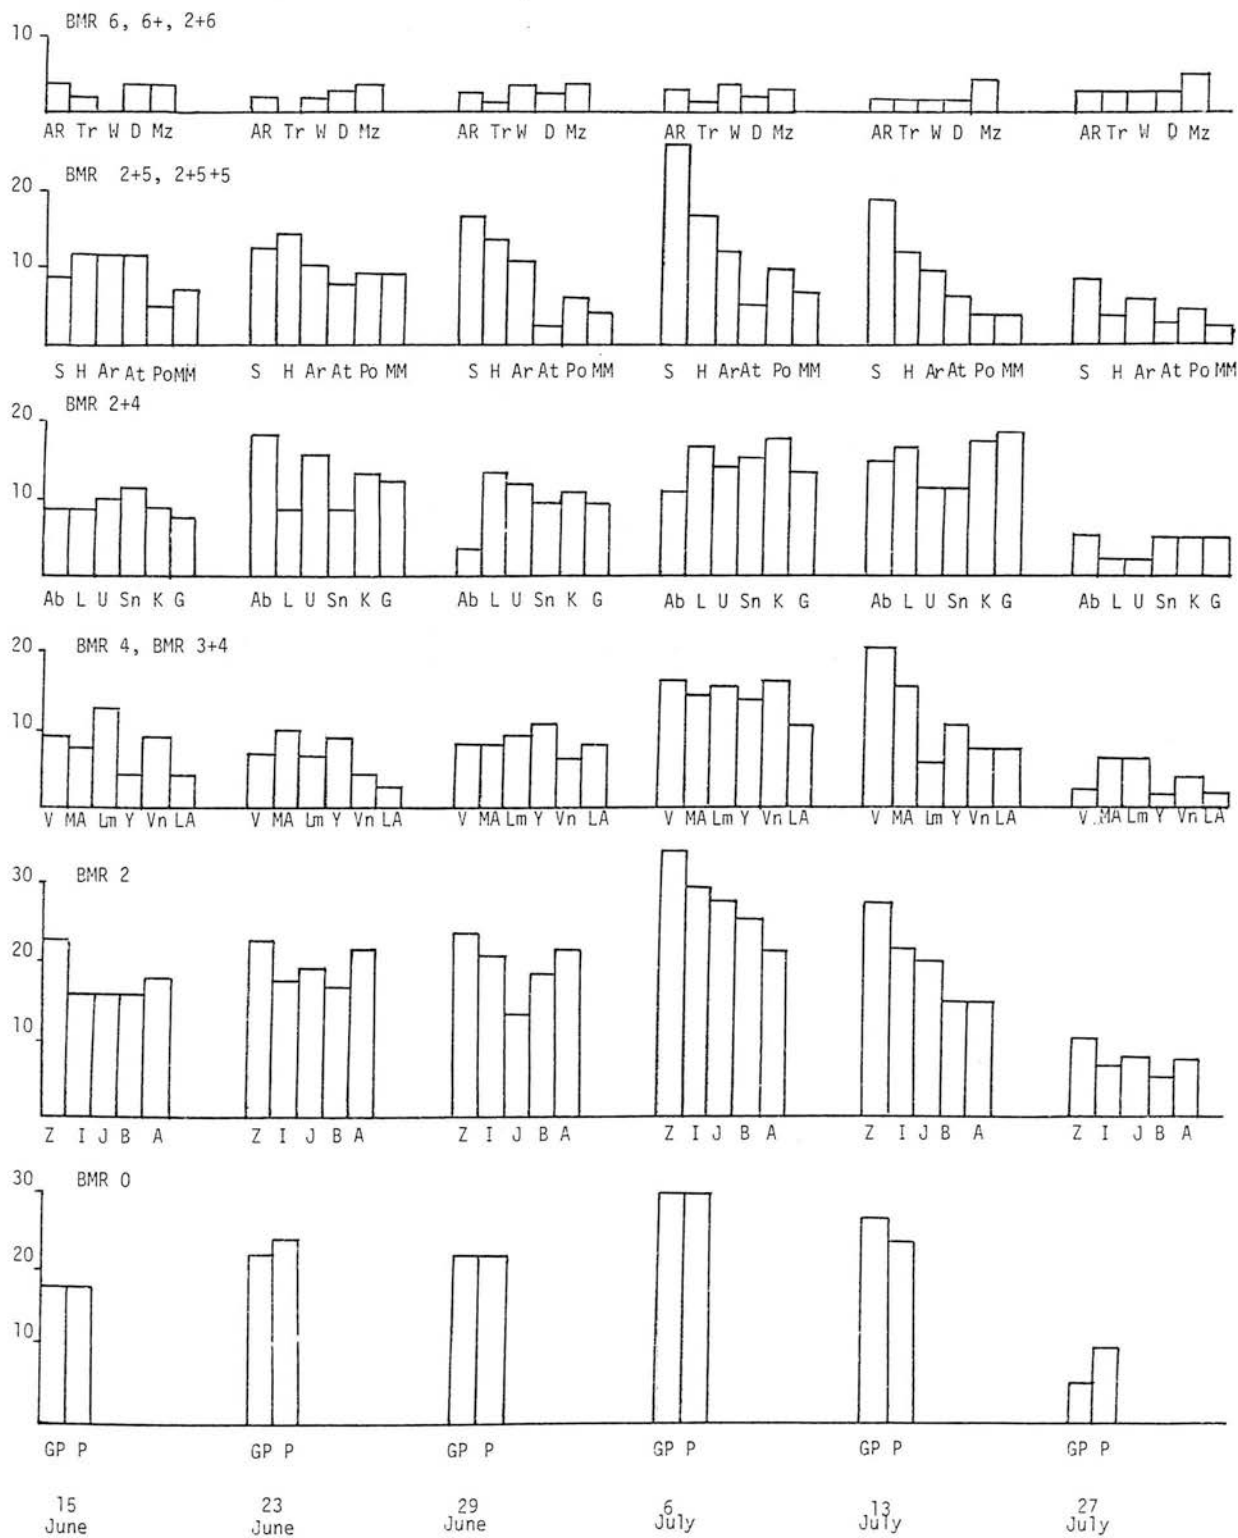 BMR 6, 6+, 2+6
10
AR Tr W D Mz AR Tr W D Mz AR Tr W D Mz AR Tr W D Mz AR Tr W D Mz AR Tr W D Mz
BMR 2+5, 2+5+5
20
10
S H Ar At Po MM S H Ar At Po MM S H Ar At Po MM S H Ar At Po MM S H Ar At Po MM S H Ar At Po MM
BMR 2+4
20
10
Ab L U Sn K G Ab L U Sn K G Ab L U Sn K G Ab L U Sn K G Ab L U Sn K G Ab L U Sn K G
BMR 4, BMR 3+4
20
10
V MA Lm Y Vn LA V MA Lm Y Vn LA V MA Lm Y Vn LA V MA Lm Y Vn LA V MA Lm Y Vn LA V MA Lm Y Vn LA
BMR 2
30
20
10
Z I J B A Z I J B A Z I J B A Z I J B A Z I J B A Z I J B A
BMR 0
30
20
10
GP P GP P GP P GP P GP P GP P
15 23 29 6 13 27
June June June July July July